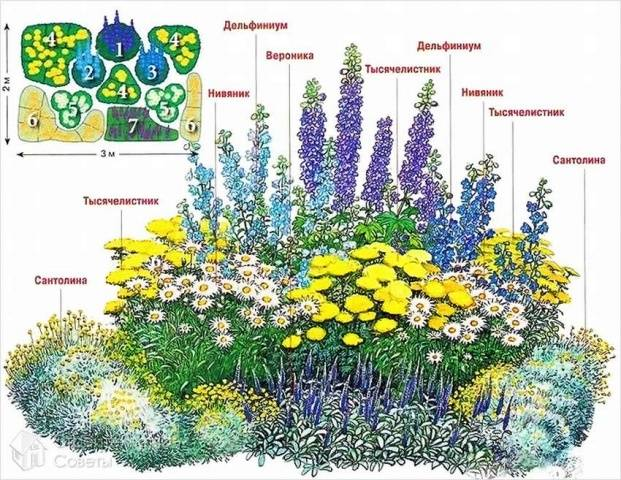 Дельфиниум
Вероника
Дельфиниум
Тысячелистник
Нивяник
Нивяник
Тысячелистник
Сантолина
Тысячелистник
Сантолина
4
1
4
2
3
4
5
5
6
7
6
2 м
3 м
Советы